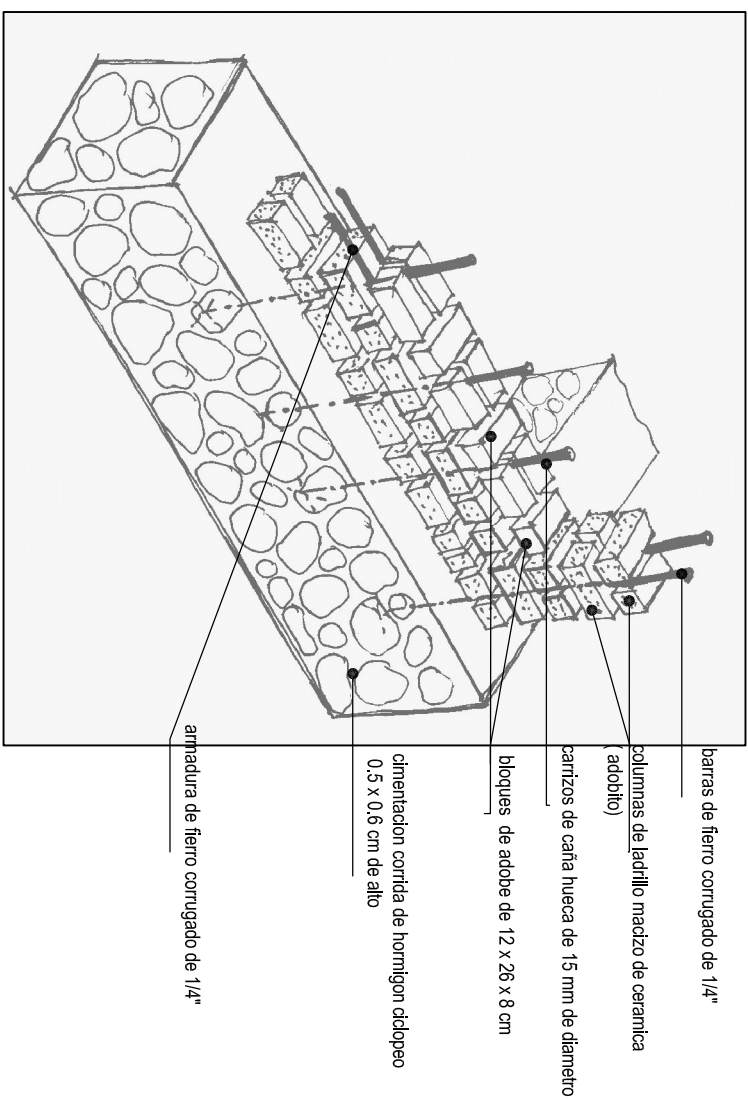 barras de fierro corrugado de 1/4"
columnas de ladrillo macizo de ceramica
( adobito)
carrizos de caña hueca de 15 mm de diametro
bloques de adobe de 12 x 26 x 8 cm
cimentacion corrida de hormigon ciclopeo
0.5 x 0.6 cm de alto
armadura de fierro corrugado de 1/4"